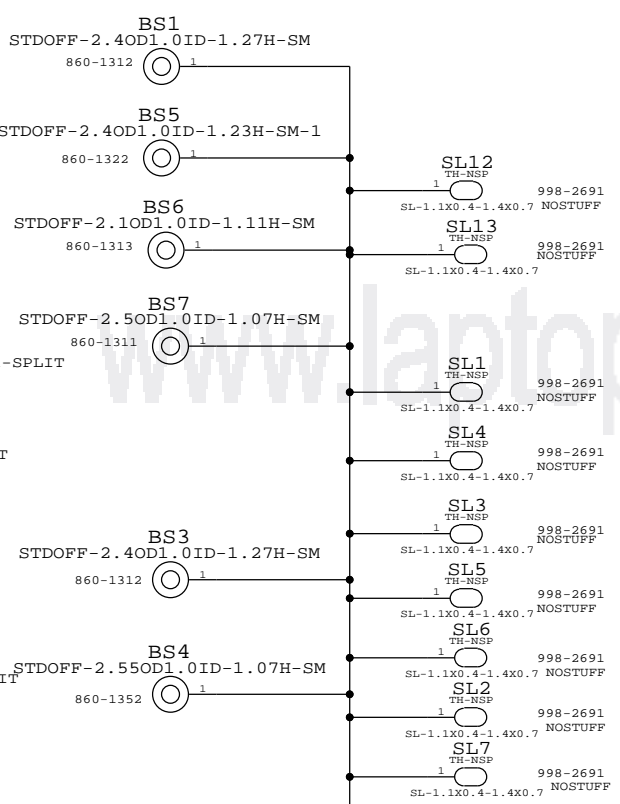 BS1
STDOFF-2.4OD1.0ID-1.27H-SM
860-1312
1
BS5
STDOFF-2.4OD1.0ID-1.23H-SM-1
860-1322
1
SL12
TH-NSP
1
SL-1.1X0.4-1.4X0.7
998-2691
NOSTUFF
BS6
STDOFF-2.1OD1.0ID-1.11H-SM
860-1313
1
SL13
TH-NSP
1
SL-1.1X0.4-1.4X0.7
998-2691
NOSTUFF
BS7
STDOFF-2.5OD1.0ID-1.07H-SM
860-1311
1
-SPLIT
www.laptop
SL1
TH-NSP
1
SL-1.1X0.4-1.4X0.7
998-2691
NOSTUFF
SL4
TH-NSP
1
SL-1.1X0.4-1.4X0.7
998-2691
NOSTUFF
T
SL3
TH-NSP
1
SL-1.1X0.4-1.4X0.7
998-2691
NOSTUFF
BS3
STDOFF-2.4OD1.0ID-1.27H-SM
860-1312
1
SL5
TH-NSP
1
SL-1.1X0.4-1.4X0.7
998-2691
NOSTUFF
SL6
TH-NSP
1
SL-1.1X0.4-1.4X0.7
998-2691
NOSTUFF
BS4
STDOFF-2.55OD1.0ID-1.07H-SM
860-1352
1
IT
SL2
TH-NSP
1
SL-1.1X0.4-1.4X0.7
998-2691
NOSTUFF
SL7
TH-NSP
1
SL-1.1X0.4-1.4X0.7
998-2691
NOSTUFF